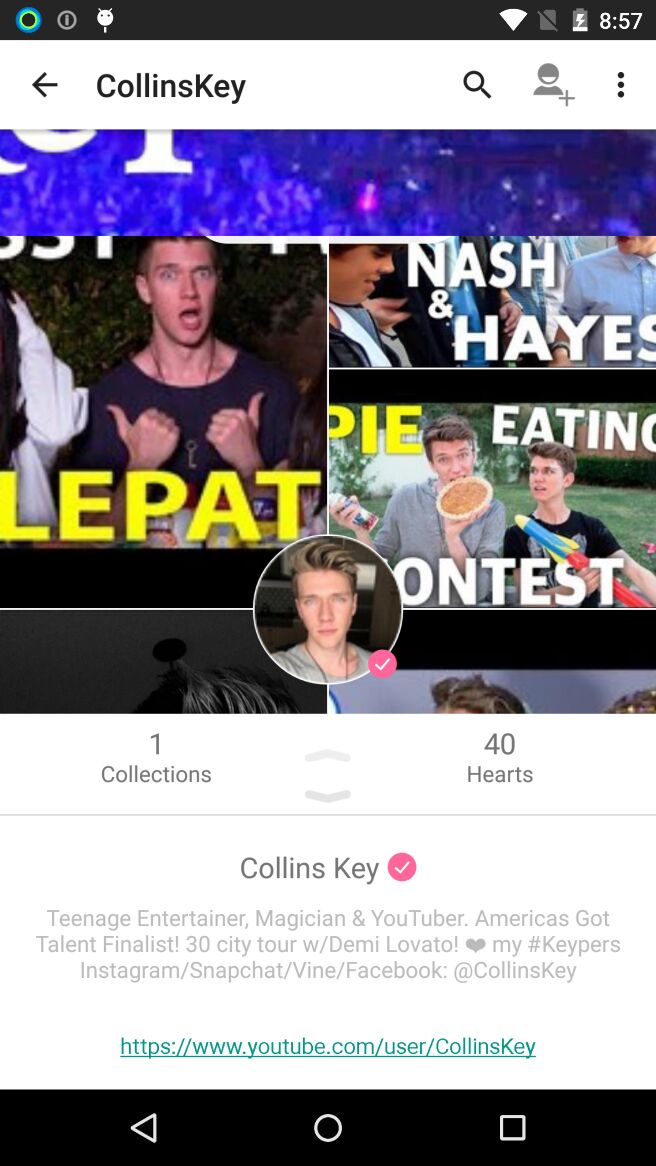 8:57
CollinsKey
NASH
&
HAYES
LEPAT
PIE EATING
CONTEST
1
Collections
40
Hearts
Collins Key
Teenage Entertainer, Magician & YouTuber. Americas Got
Talent Finalist! 30 city tour w/Demi Lovato! ❤ my #Keypers
Instagram/Snapchat/Vine/Facebook: @CollinsKey
https://www.youtube.com/user/CollinsKey